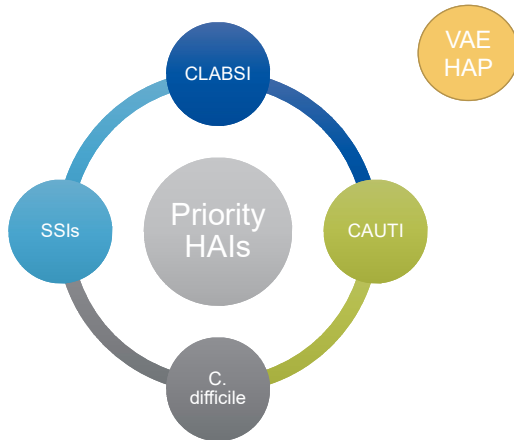 VAE
HAP
CLABSI
Priority
HAIs
SSIs
CAUTI
C.
difficile